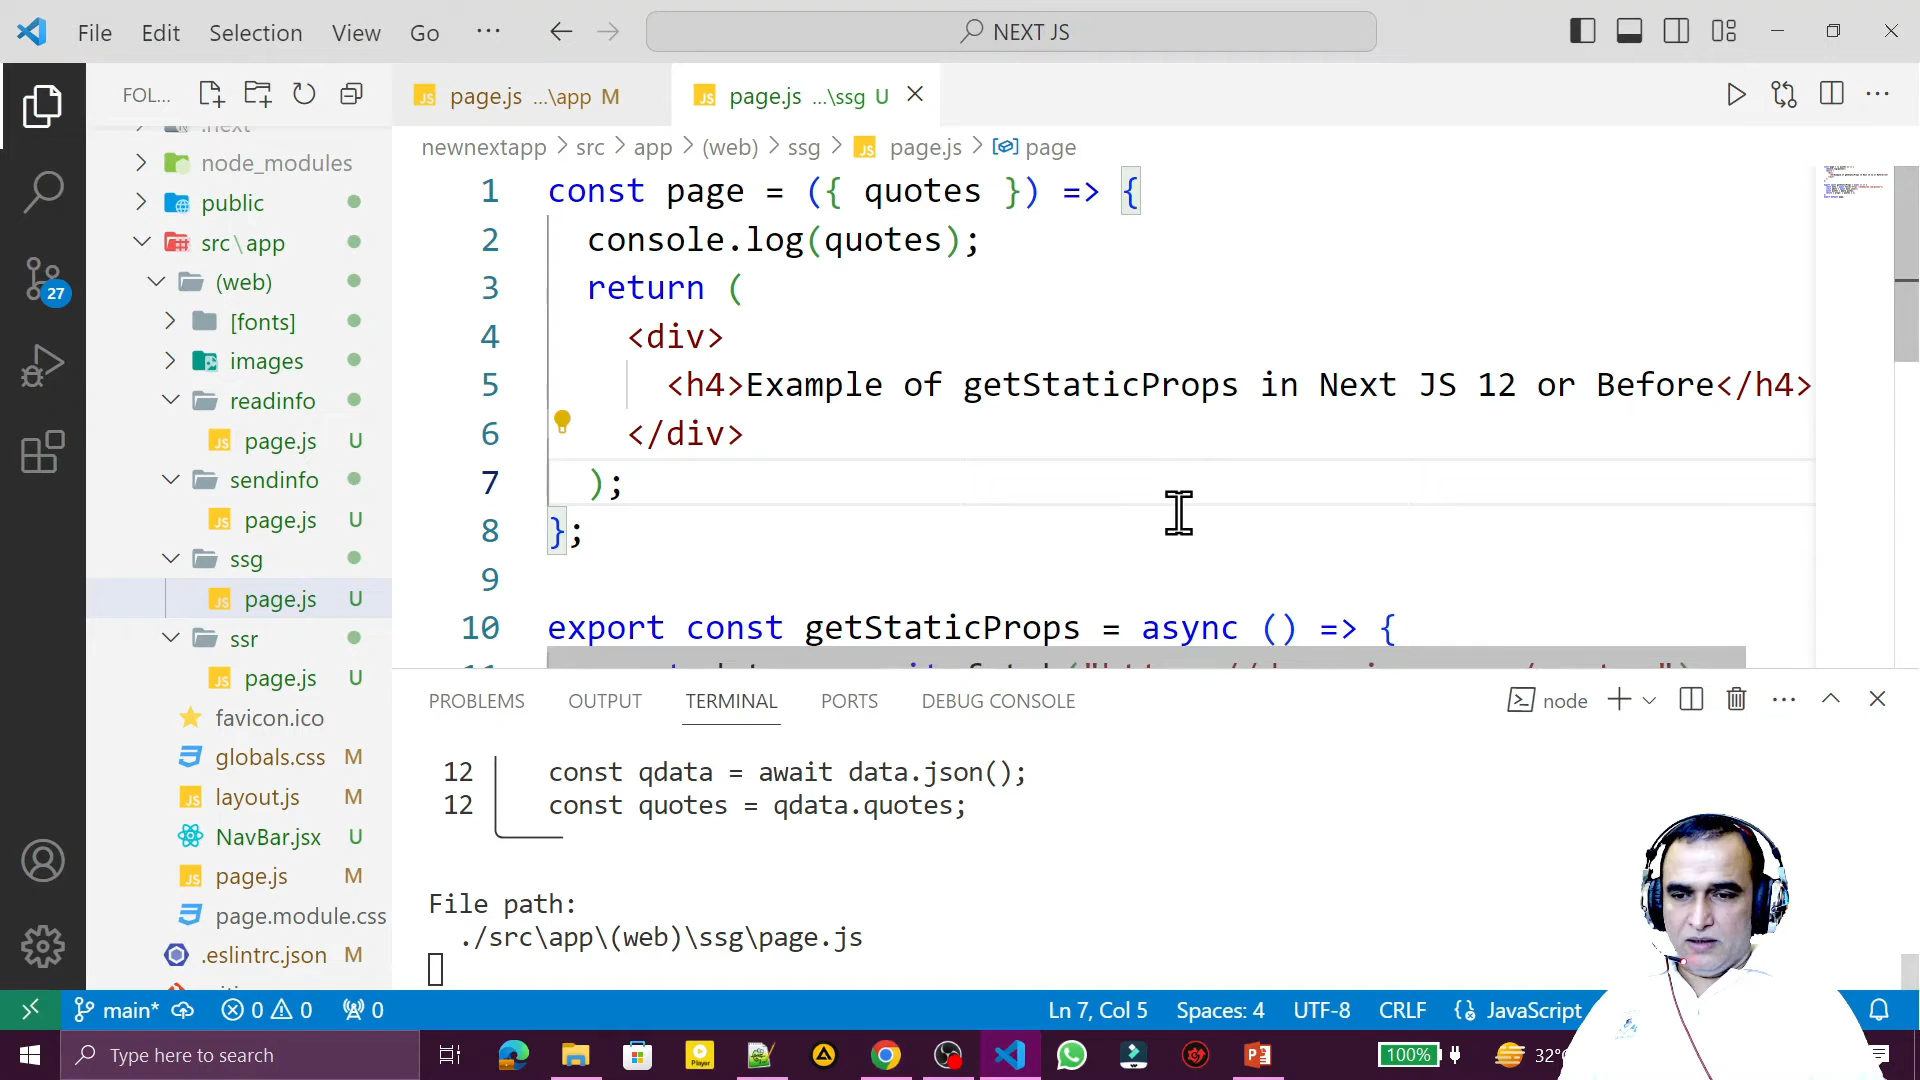 File Edit Selection View Go ··· NEXT JS
FOL...
page.js ...\app M
page.js ...\ssg U
newnextapp > src > app > (web) > ssg > page.js > page
.next
node_modules
public
src\app
(web)
[fonts]
images
readinfo
page.js U
sendinfo
page.js U
ssg
page.js U
ssr
page.js U
favicon.ico
globals.css M
layout.js M
NavBar.jsx U
page.js M
page.module.css
.eslintrc.json M
27
1 const page = ({ quotes }) => {
2 console.log(quotes);
3 return (
4 <div>
5 <h4>Example of getStaticProps in Next JS 12 or Before</h4>
6 </div>
7 );
8 };
9
10 export const getStaticProps = async () => {
PROBLEMS OUTPUT TERMINAL PORTS DEBUG CONSOLE
node
12 const qdata = await data.json();
12 const quotes = qdata.quotes;
File path:
./src\app\(web)\ssg\page.js
main* 0 0 0 Ln 7, Col 5 Spaces: 4 UTF-8 CRLF {} JavaScript
Type here to search
Player
100%
32°